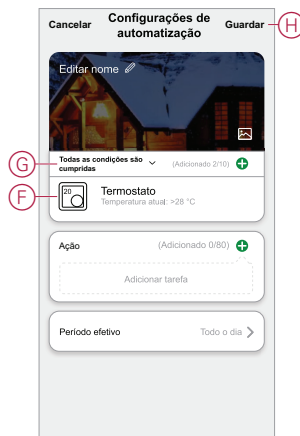 Cancelar
Configurações de
automatização
Guardar
H
Editar nome
G
Todas as condições são
cumpridas
(Adicionado 2/10)
F
20
Termostato
Temperatura atual: >28 °C
Ação
(Adicionado 0/80)
Adicionar tarefa
Período efetivo
Todo o dia